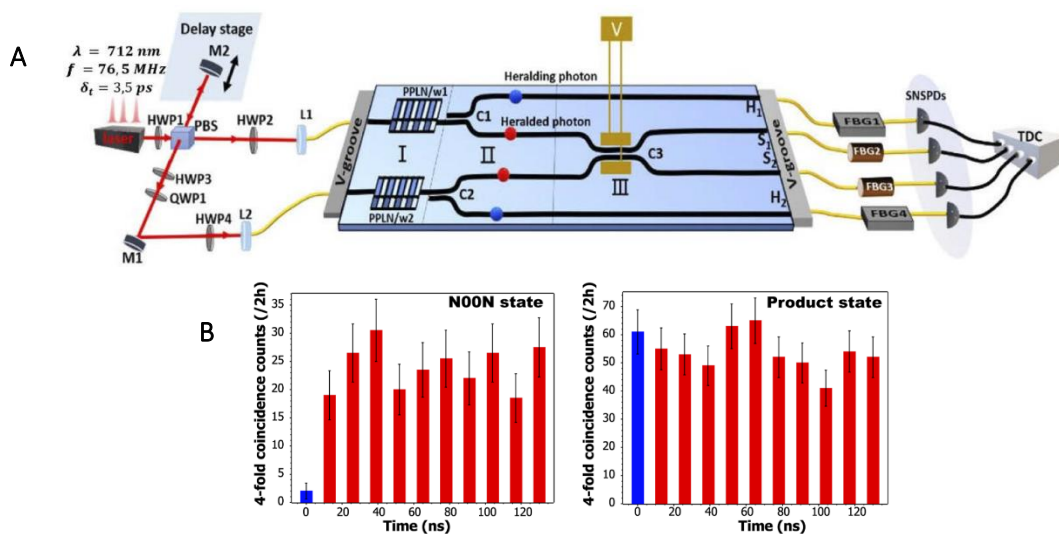 A
λ = 712 nm
f = 76,5 MHz
δt = 3,5 ps
Delay stage
M2
HWP1
PBS
HWP2
L1
laser
HWP3
QWP1
HWP4
L2
M1
V-groove
V-groove
PPLN/w1
C1
Heralding photon
Heralded photon
V
H1
S1
S2
H2
C3
I
II
III
C2
PPLN/w2
V-groove
V-groove
FBG1
FBG2
FBG3
FBG4
SNSPDs
TDC
B
N00N state
4-fold coincidence counts (/2h)
35
30
25
20
15
10
5
0
0 20 40 60 80 100 120
Time (ns)
Product state
4-fold coincidence counts (/2h)
70
60
50
40
30
20
10
0
0 20 40 60 80 100 120
Time (ns)